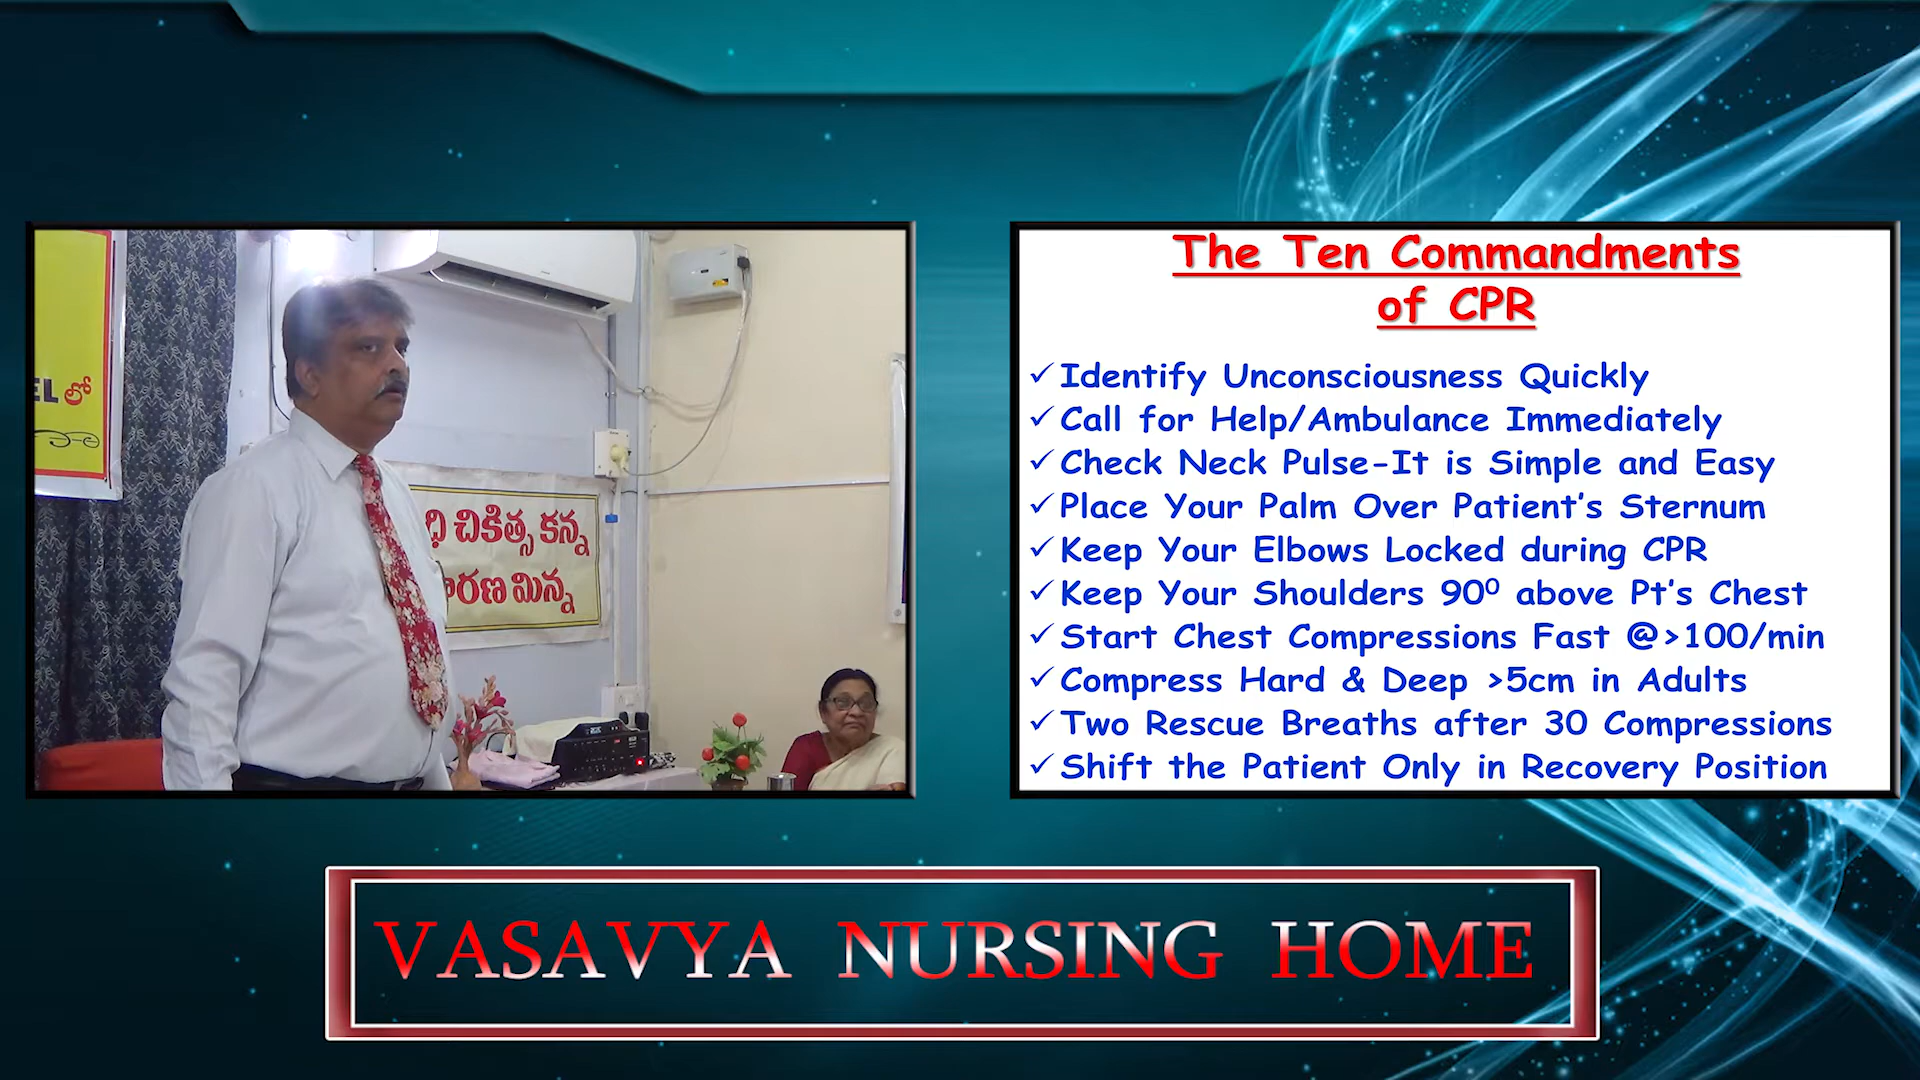 EL లో
చికిత్స కన్న
మిన్న
The Ten Commandments
of CPR
✓Identify Unconsciousness Quickly
✓Call for Help/Ambulance Immediately
✓Check Neck Pulse-It is Simple and Easy
✓Place Your Palm Over Patient's Sternum
✓Keep Your Elbows Locked during CPR
✓Keep Your Shoulders 90⁰ above Pt's Chest
✓Start Chest Compressions Fast @>100/min
✓Compress Hard & Deep >5cm in Adults
✓Two Rescue Breaths after 30 Compressions
✓Shift the Patient Only in Recovery Position
VASAVYA NURSING HOME